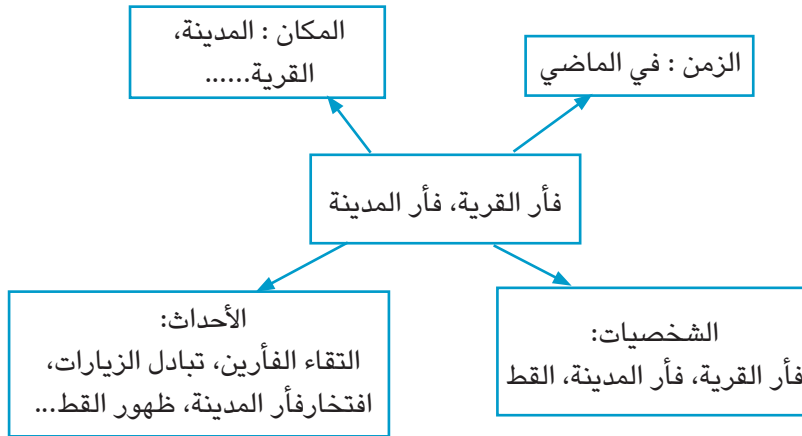 الزمن : في الماضي
المكان : المدينة،
القرية......
فأر القرية، فأر المدينة
الشخصيات:
فأر القرية، فأر المدينة، القط
الأحداث:
التقاء الفأرين، تبادل الزيارات،
افتخارفأر المدينة، ظهور القط...